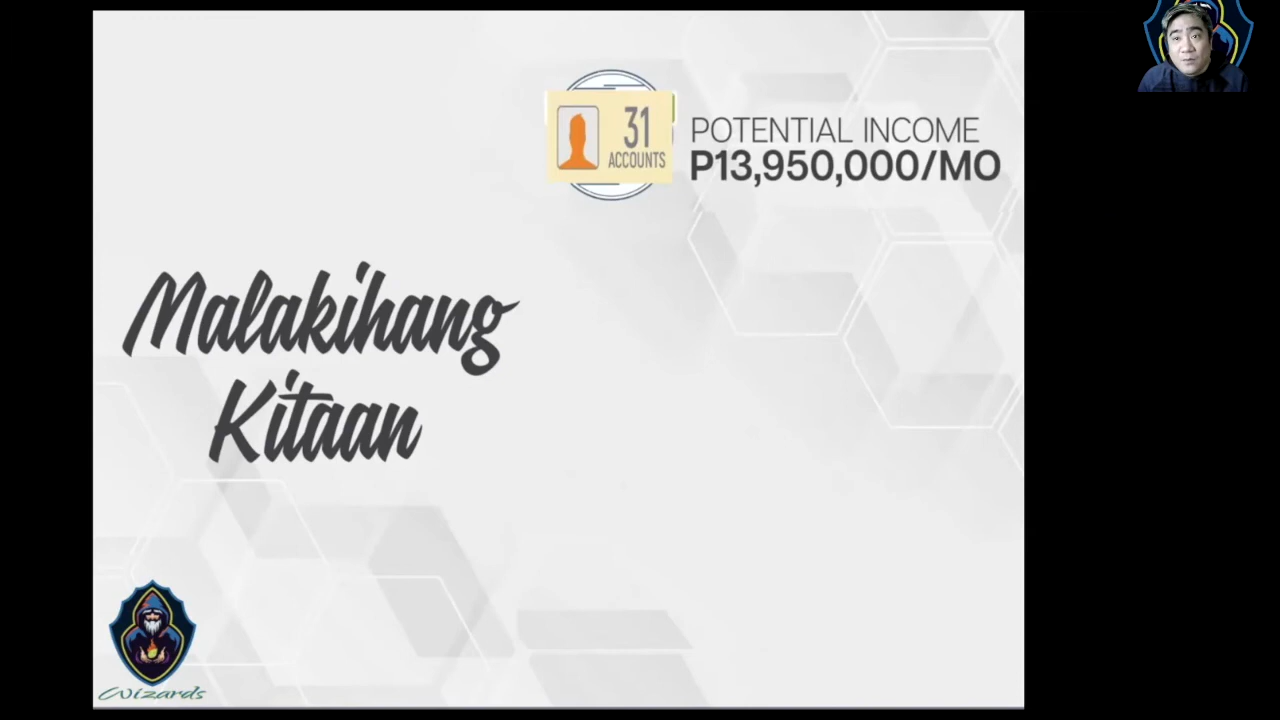 31
ACCOUNTS
POTENTIAL INCOME
P13,950,000/MO
Malakihang
Kitaan
Wizards